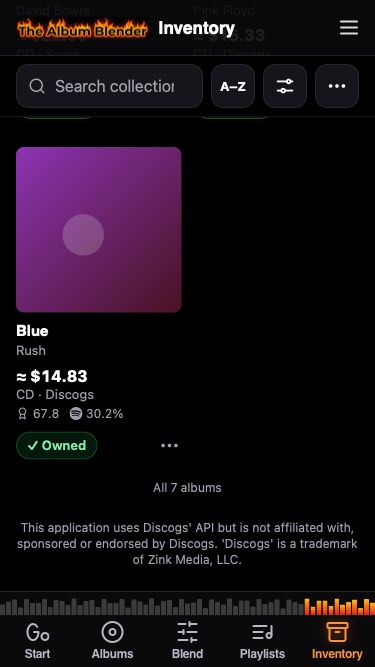 David Bowie
Pink Floyd
The Album Blender
Inventory
CD · Discogs
Search collection
A–Z
Blue
Rush
≈ $14.83
CD · Discogs
67.8
30.2%
✓ Owned
All 7 albums
This application uses Discogs' API but is not affiliated with,
sponsored or endorsed by Discogs. 'Discogs' is a trademark
of Zink Media, LLC.
Start
Albums
Blend
Playlists
Inventory